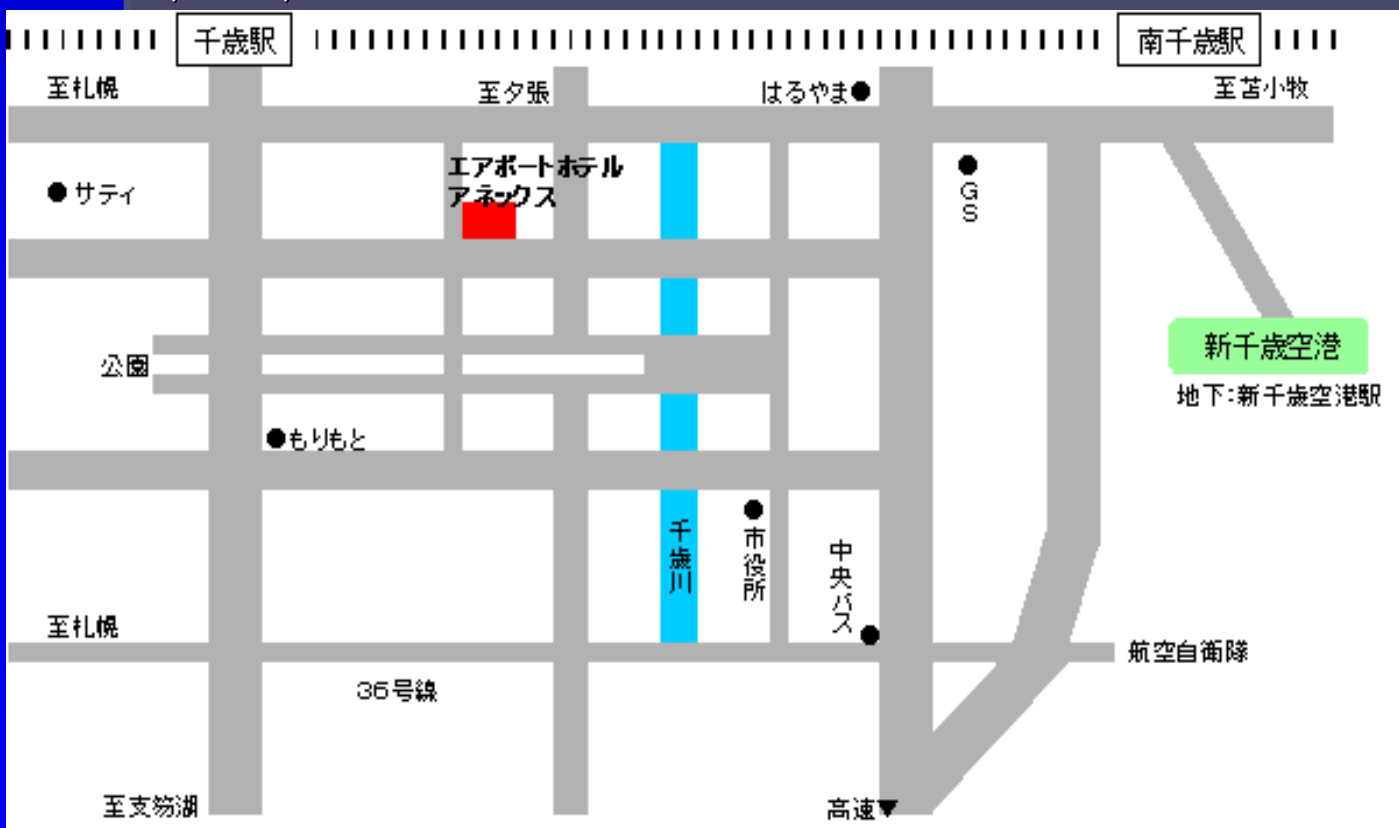 千歳駅
南千歳駅
至札幌
至夕張
はるやま●
至苫小牧
エアポートホテル
アネックス
●サティ
●
GS
新千歳空港
地下:新千歳空港駅
公園
●もりもと
千歳川
●
市役所
中央バス
●
至札幌
航空自衛隊
36号線
至支笏湖
高速▼